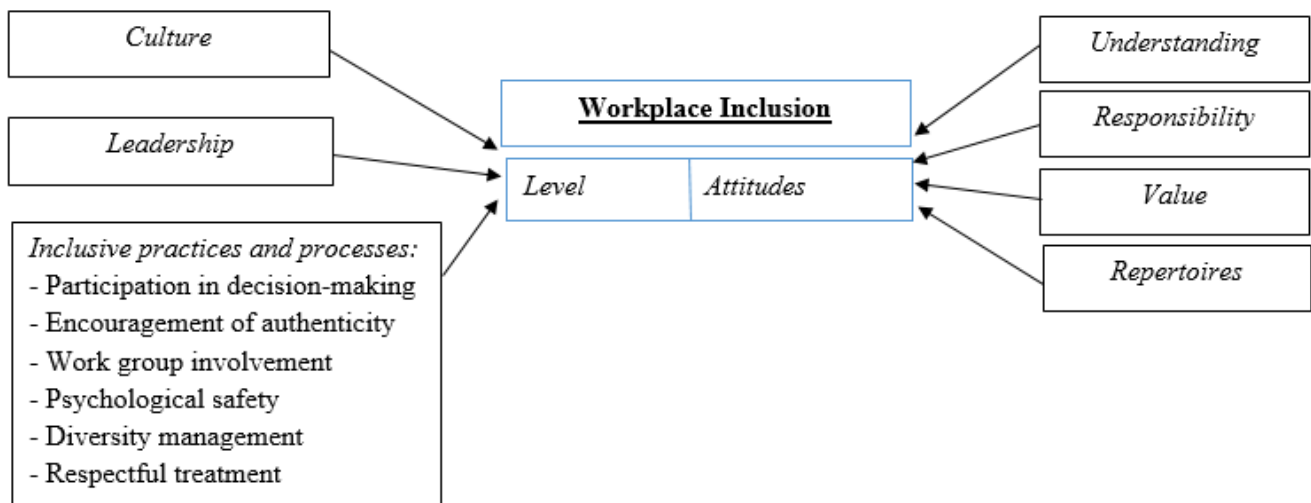 Culture
Leadership
Inclusive practices and processes:
- Participation in decision-making
- Encouragement of authenticity
- Work group involvement
- Psychological safety
- Diversity management
- Respectful treatment
Workplace Inclusion
Level
Attitudes
Understanding
Responsibility
Value
Repertoires